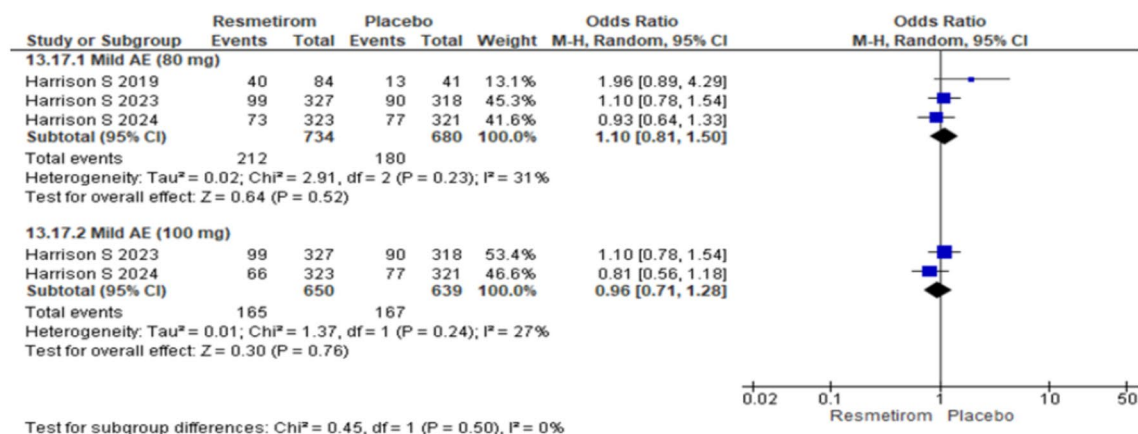 Resmetirom Placebo Odds Ratio Odds Ratio
Study or Subgroup Events Total Events Total Weight M-H, Random, 95% CI M-H, Random, 95% CI
13.17.1 Mild AE (80 mg)
Harrison S 2019 40 84 13 41 13.1% 1.96 [0.89, 4.29]
Harrison S 2023 99 327 90 318 45.3% 1.10 [0.78, 1.54]
Harrison S 2024 73 323 77 321 41.6% 0.93 [0.64, 1.33]
Subtotal (95% CI) 734 680 100.0% 1.10 [0.81, 1.50]
Total events 212 180
Heterogeneity: Tau² = 0.02; Chi² = 2.91, df = 2 (P = 0.23); I² = 31%
Test for overall effect: Z = 0.64 (P = 0.52)
13.17.2 Mild AE (100 mg)
Harrison S 2023 99 327 90 318 53.4% 1.10 [0.78, 1.54]
Harrison S 2024 66 323 77 321 46.6% 0.81 [0.56, 1.18]
Subtotal (95% CI) 650 639 100.0% 0.96 [0.71, 1.28]
Total events 165 167
Heterogeneity: Tau² = 0.01; Chi² = 1.37, df = 1 (P = 0.24); I² = 27%
Test for overall effect: Z = 0.30 (P = 0.76)
0.02 0.1 1 10 50
Resmetirom Placebo
Test for subgroup differences: Chi² = 0.45, df = 1 (P = 0.50), I² = 0%